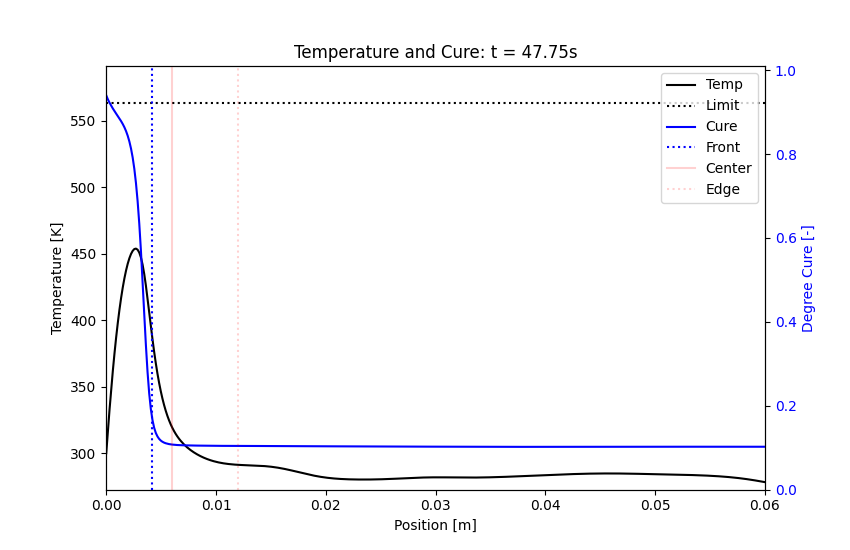 Temperature and Cure: t = 47.75s
Temp
Limit
Cure
Front
Center
Edge
550
500
450
400
350
300
Temperature [K]
1.0
0.8
0.6
0.4
0.2
0.0
Degree Cure [-]
0.00
0.01
0.02
0.03
0.04
0.05
0.06
Position [m]